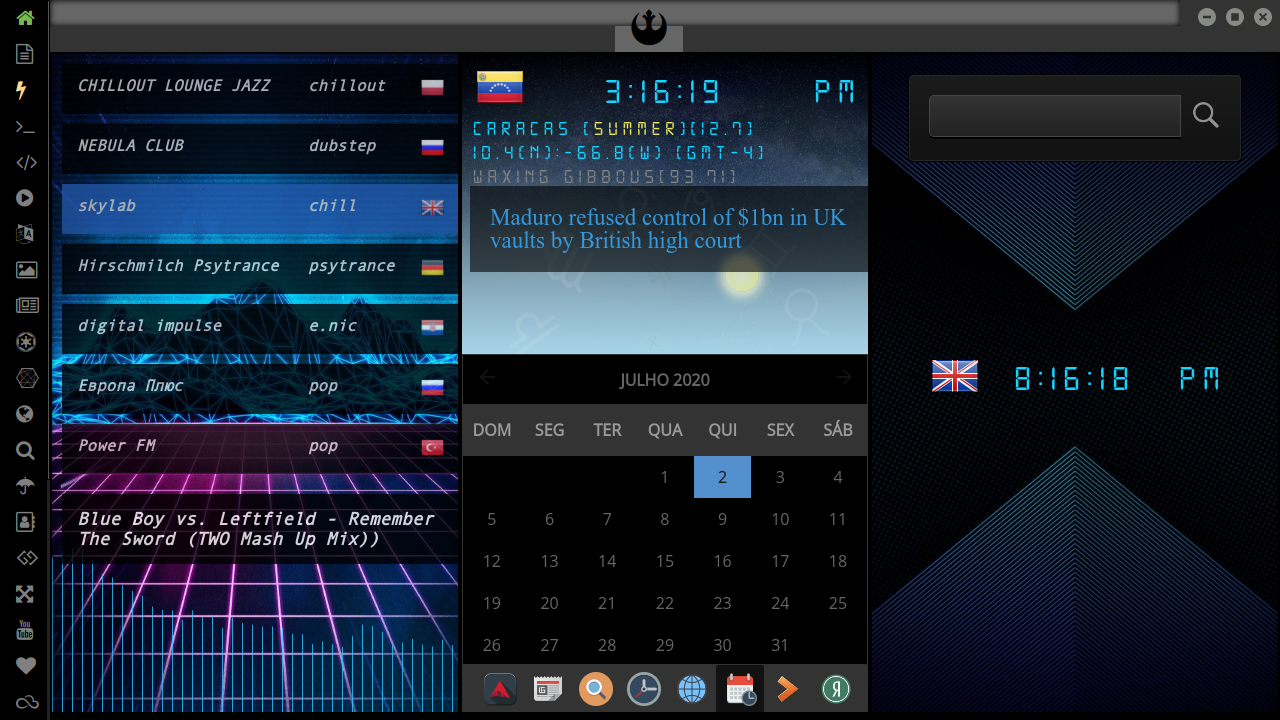 CHILLOUT LOUNGE JAZZ chillout
NEBULA CLUB dubstep
skylab chill
Hirschmilch Psytrance psytrance
digital impulse e.nic
Европа Плюс pop
Power FM pop
Blue Boy vs. Leftfield - Remember
The Sword (TWO Mash Up Mix))
3:16:19 PM
CARACAS [SUMMER][12.7]
10.4(N):-66.8(W) [GMT-4]
WAXING GIBBOUS[93.71]
Maduro refused control of $1bn in UK
vaults by British high court
JULHO 2020
DOM SEG TER QUA QUI SEX SÁB
1 2 3 4
5 6 7 8 9 10 11
12 13 14 15 16 17 18
19 20 21 22 23 24 25
26 27 28 29 30 31
8:16:18 PM
You
Tube
Я